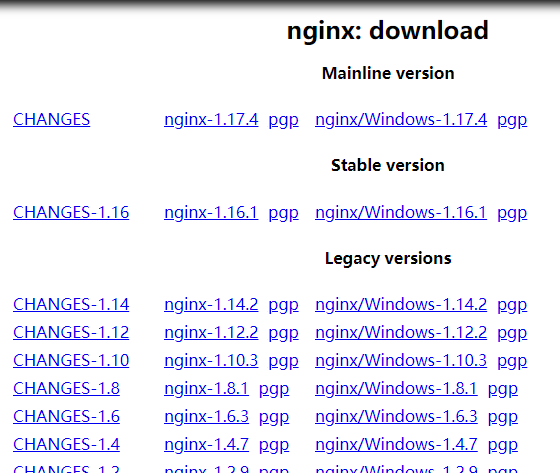 nginx: download
Mainline version
CHANGES nginx-1.17.4 pgp nginx/Windows-1.17.4 pgp
Stable version
CHANGES-1.16 nginx-1.16.1 pgp nginx/Windows-1.16.1 pgp
Legacy versions
CHANGES-1.14 nginx-1.14.2 pgp nginx/Windows-1.14.2 pgp
CHANGES-1.12 nginx-1.12.2 pgp nginx/Windows-1.12.2 pgp
CHANGES-1.10 nginx-1.10.3 pgp nginx/Windows-1.10.3 pgp
CHANGES-1.8 nginx-1.8.1 pgp nginx/Windows-1.8.1 pgp
CHANGES-1.6 nginx-1.6.3 pgp nginx/Windows-1.6.3 pgp
CHANGES-1.4 nginx-1.4.7 pgp nginx/Windows-1.4.7 pgp
CHANGES-1.2 nginx-1.2.9 pgp nginx/Windows-1.2.9 pgp